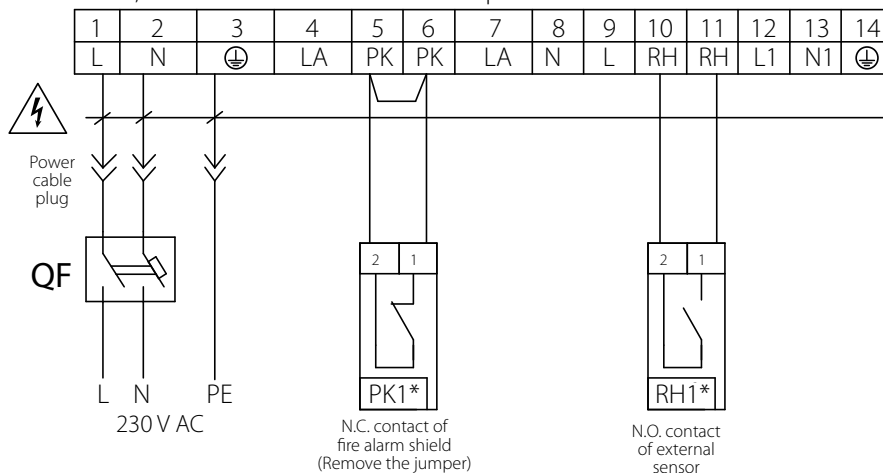 1 2 3 4 5 6 7 8 9 10 11 12 13 14
L N LA PK PK LA N L RH RH L1 N1
Power
cable
plug
QF
2 1
2 1
PK1*
RH1*
L N PE
230 V AC
N.C. contact of
fire alarm shield
(Remove the jumper)
N.O. contact
of external
sensor